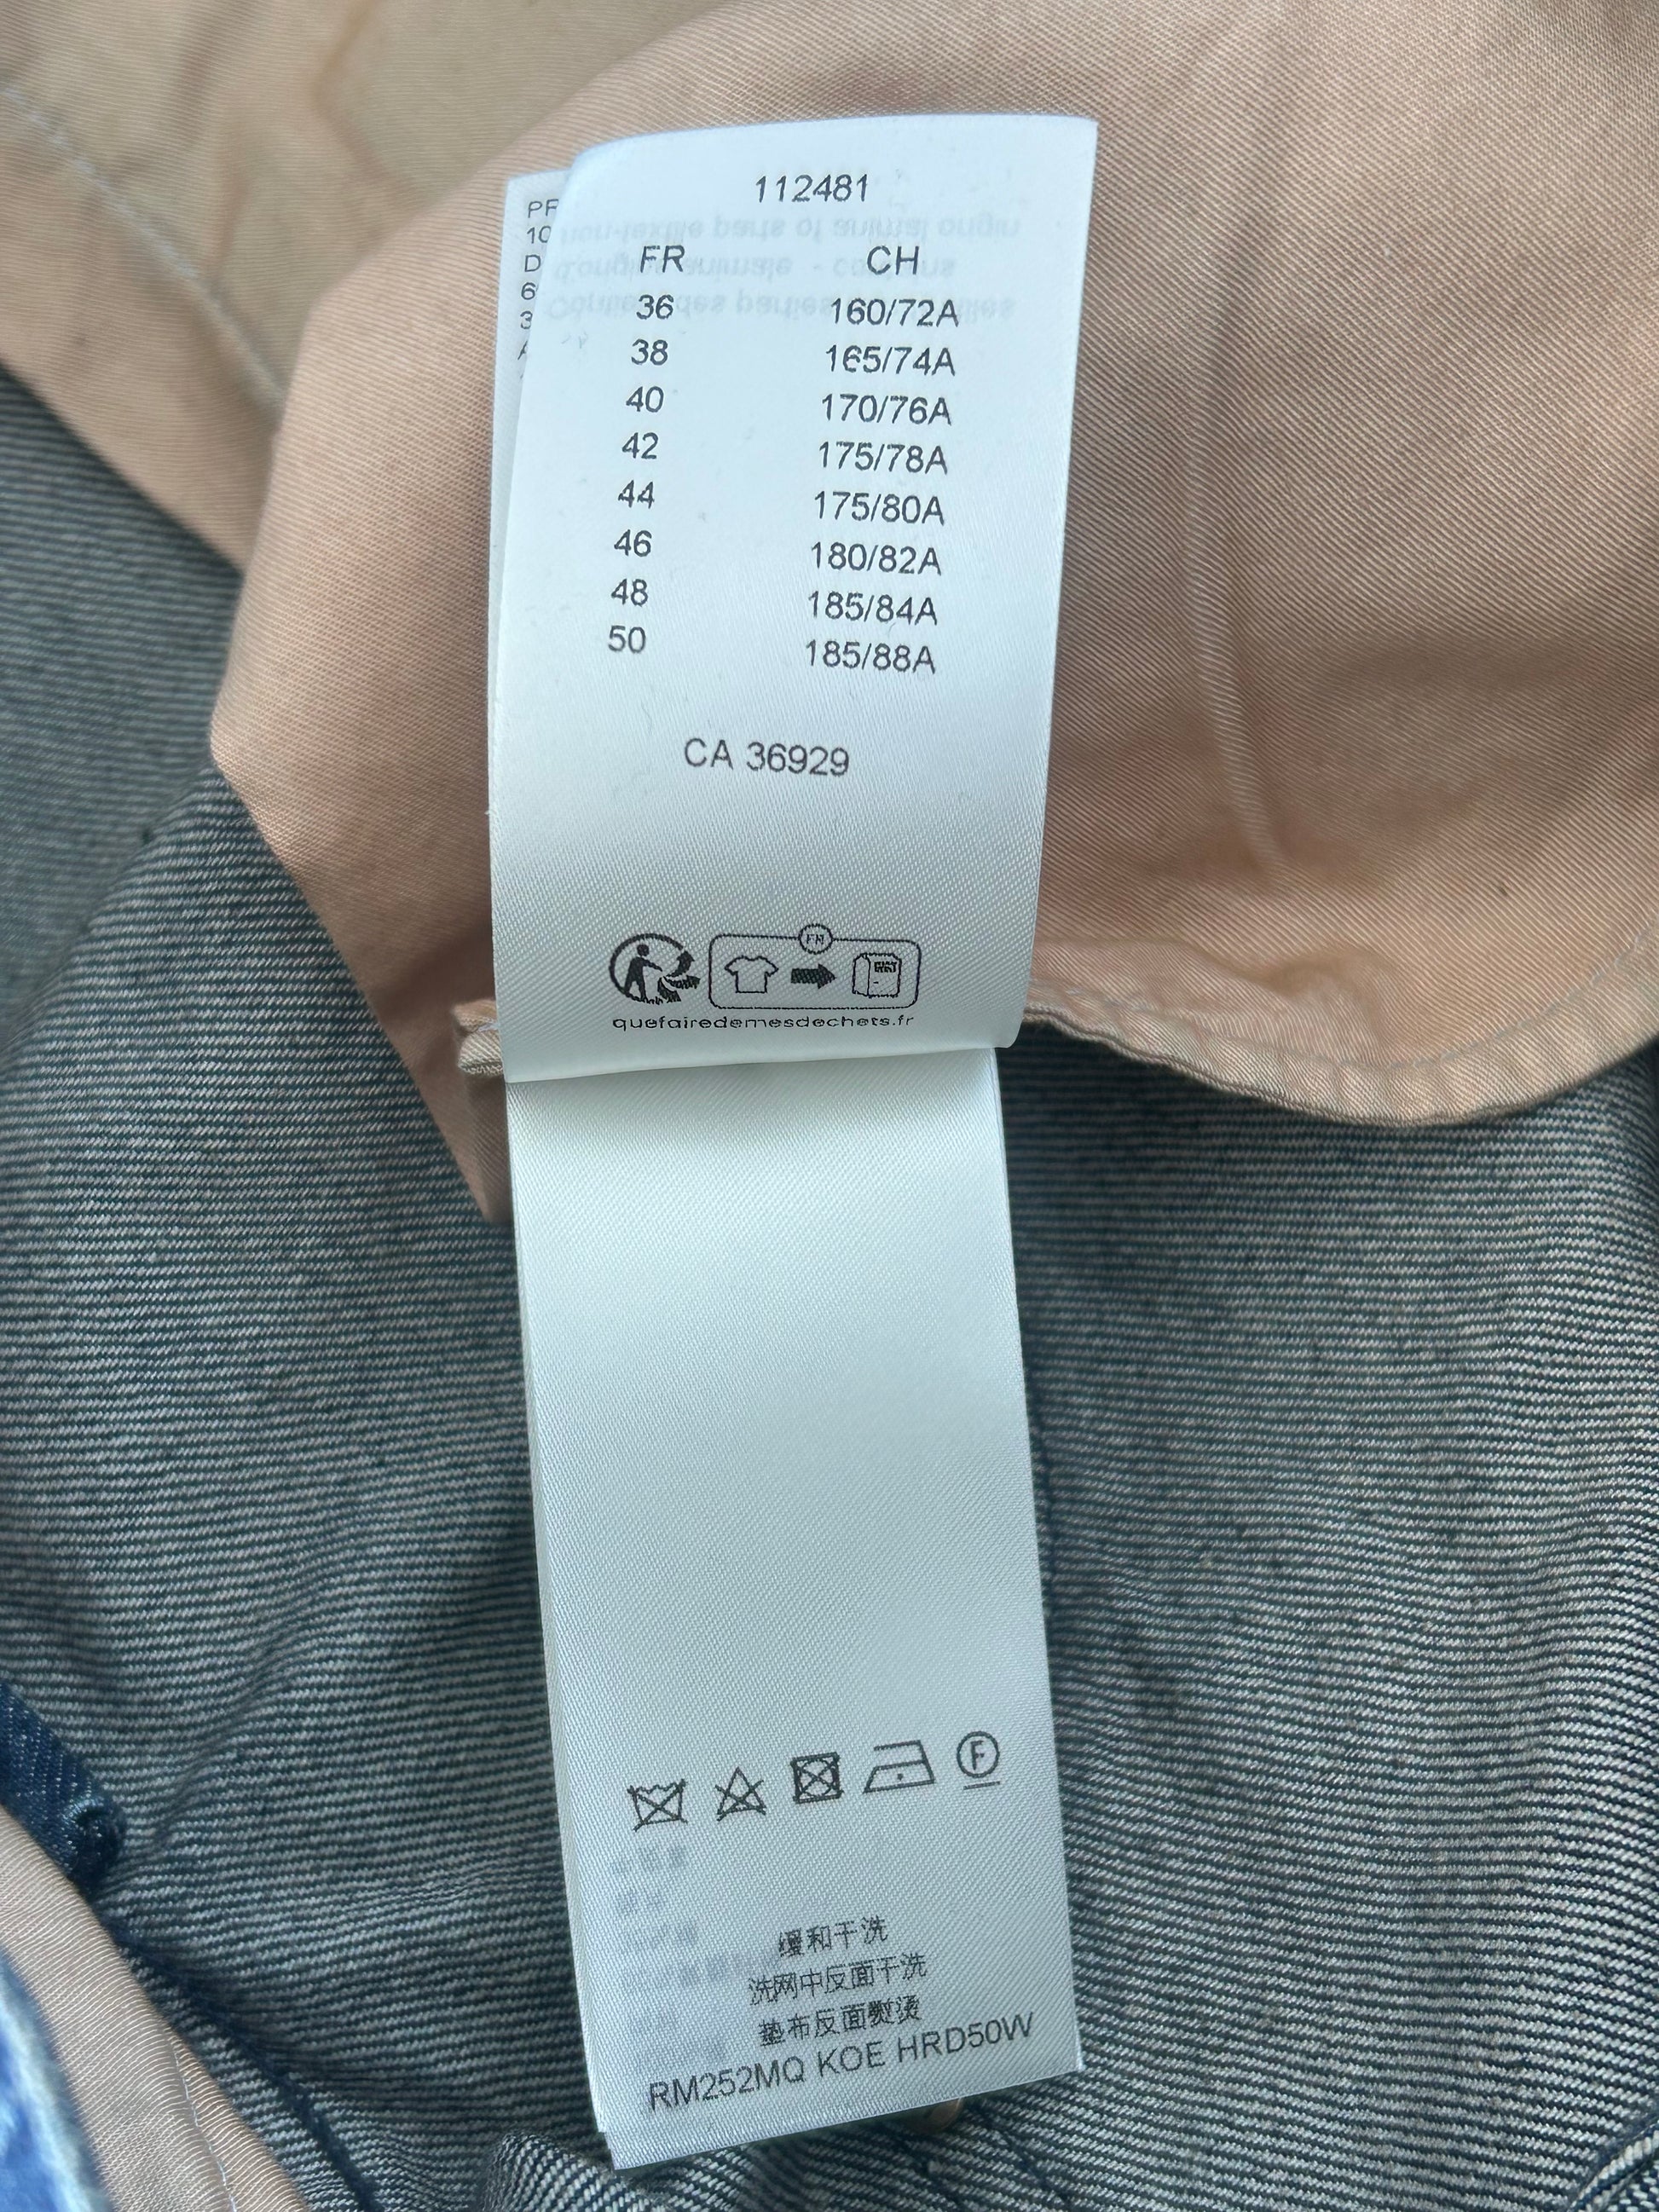 112481
FR CH
36 160/72A
38 165/74A
40 170/76A
42 175/78A
44 175/80A
46 180/82A
48 185/84A
50 185/88A
CA 36929
FR
quefairedemesdechets.fr
F
缓和干洗
洗网中反面干洗
垫布反面熨烫
RM252MQ KOE HRD50W